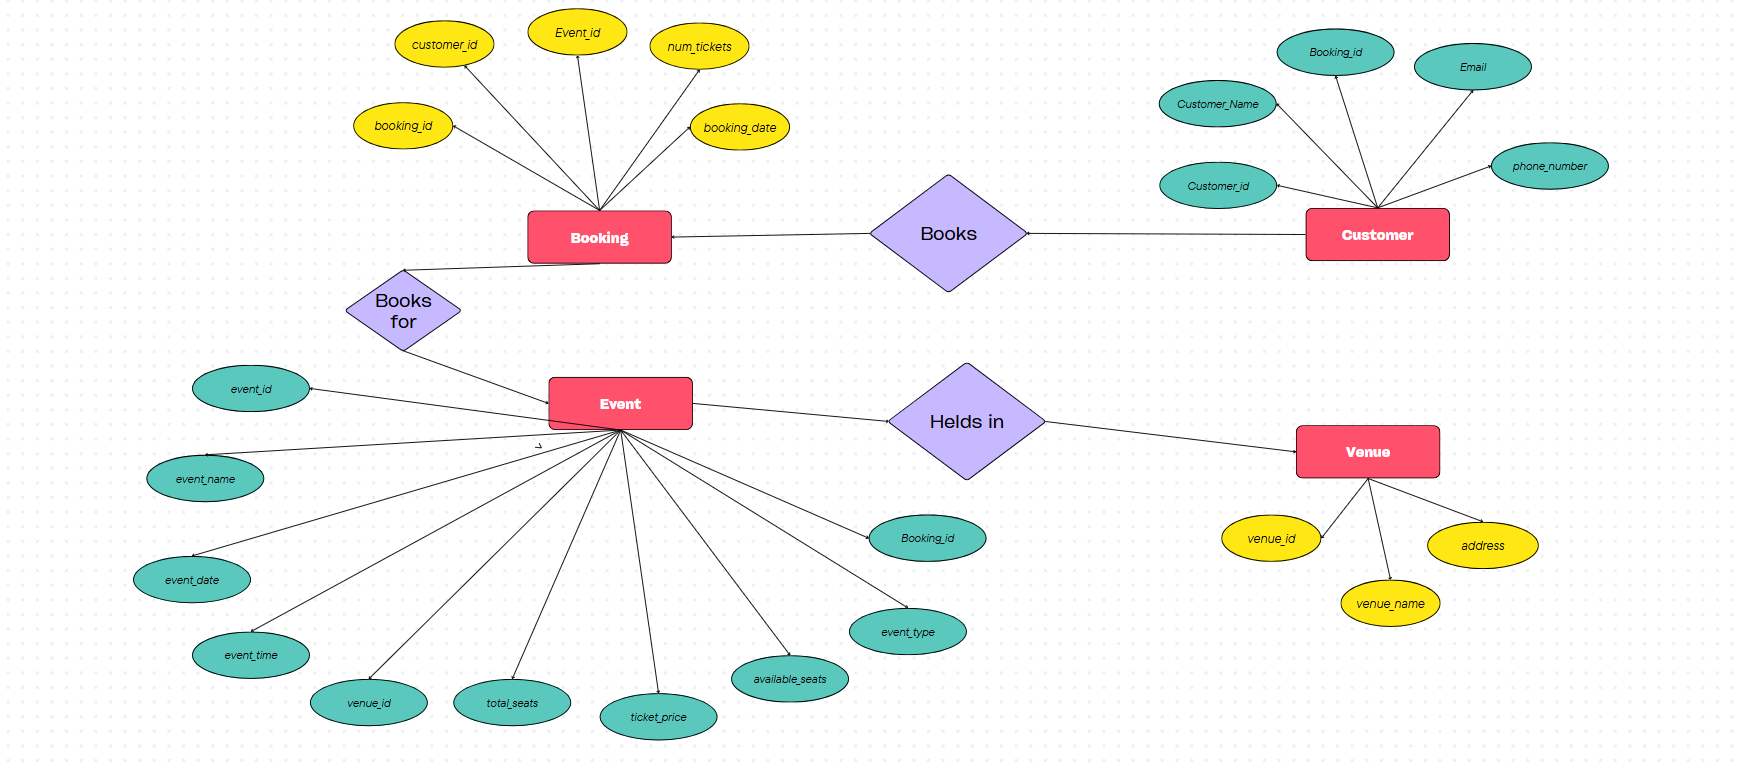 customer_id
Event_id
num_tickets
booking_id
booking_date
Booking_id
Email
Customer_Name
phone_number
Customer_id
Booking
Books
Customer
Books
for
event_id
Event
Helds in
Venue
event_name
event_date
event_time
venue_id
total_seats
ticket_price
available_seats
event_type
Booking_id
venue_id
address
venue_name